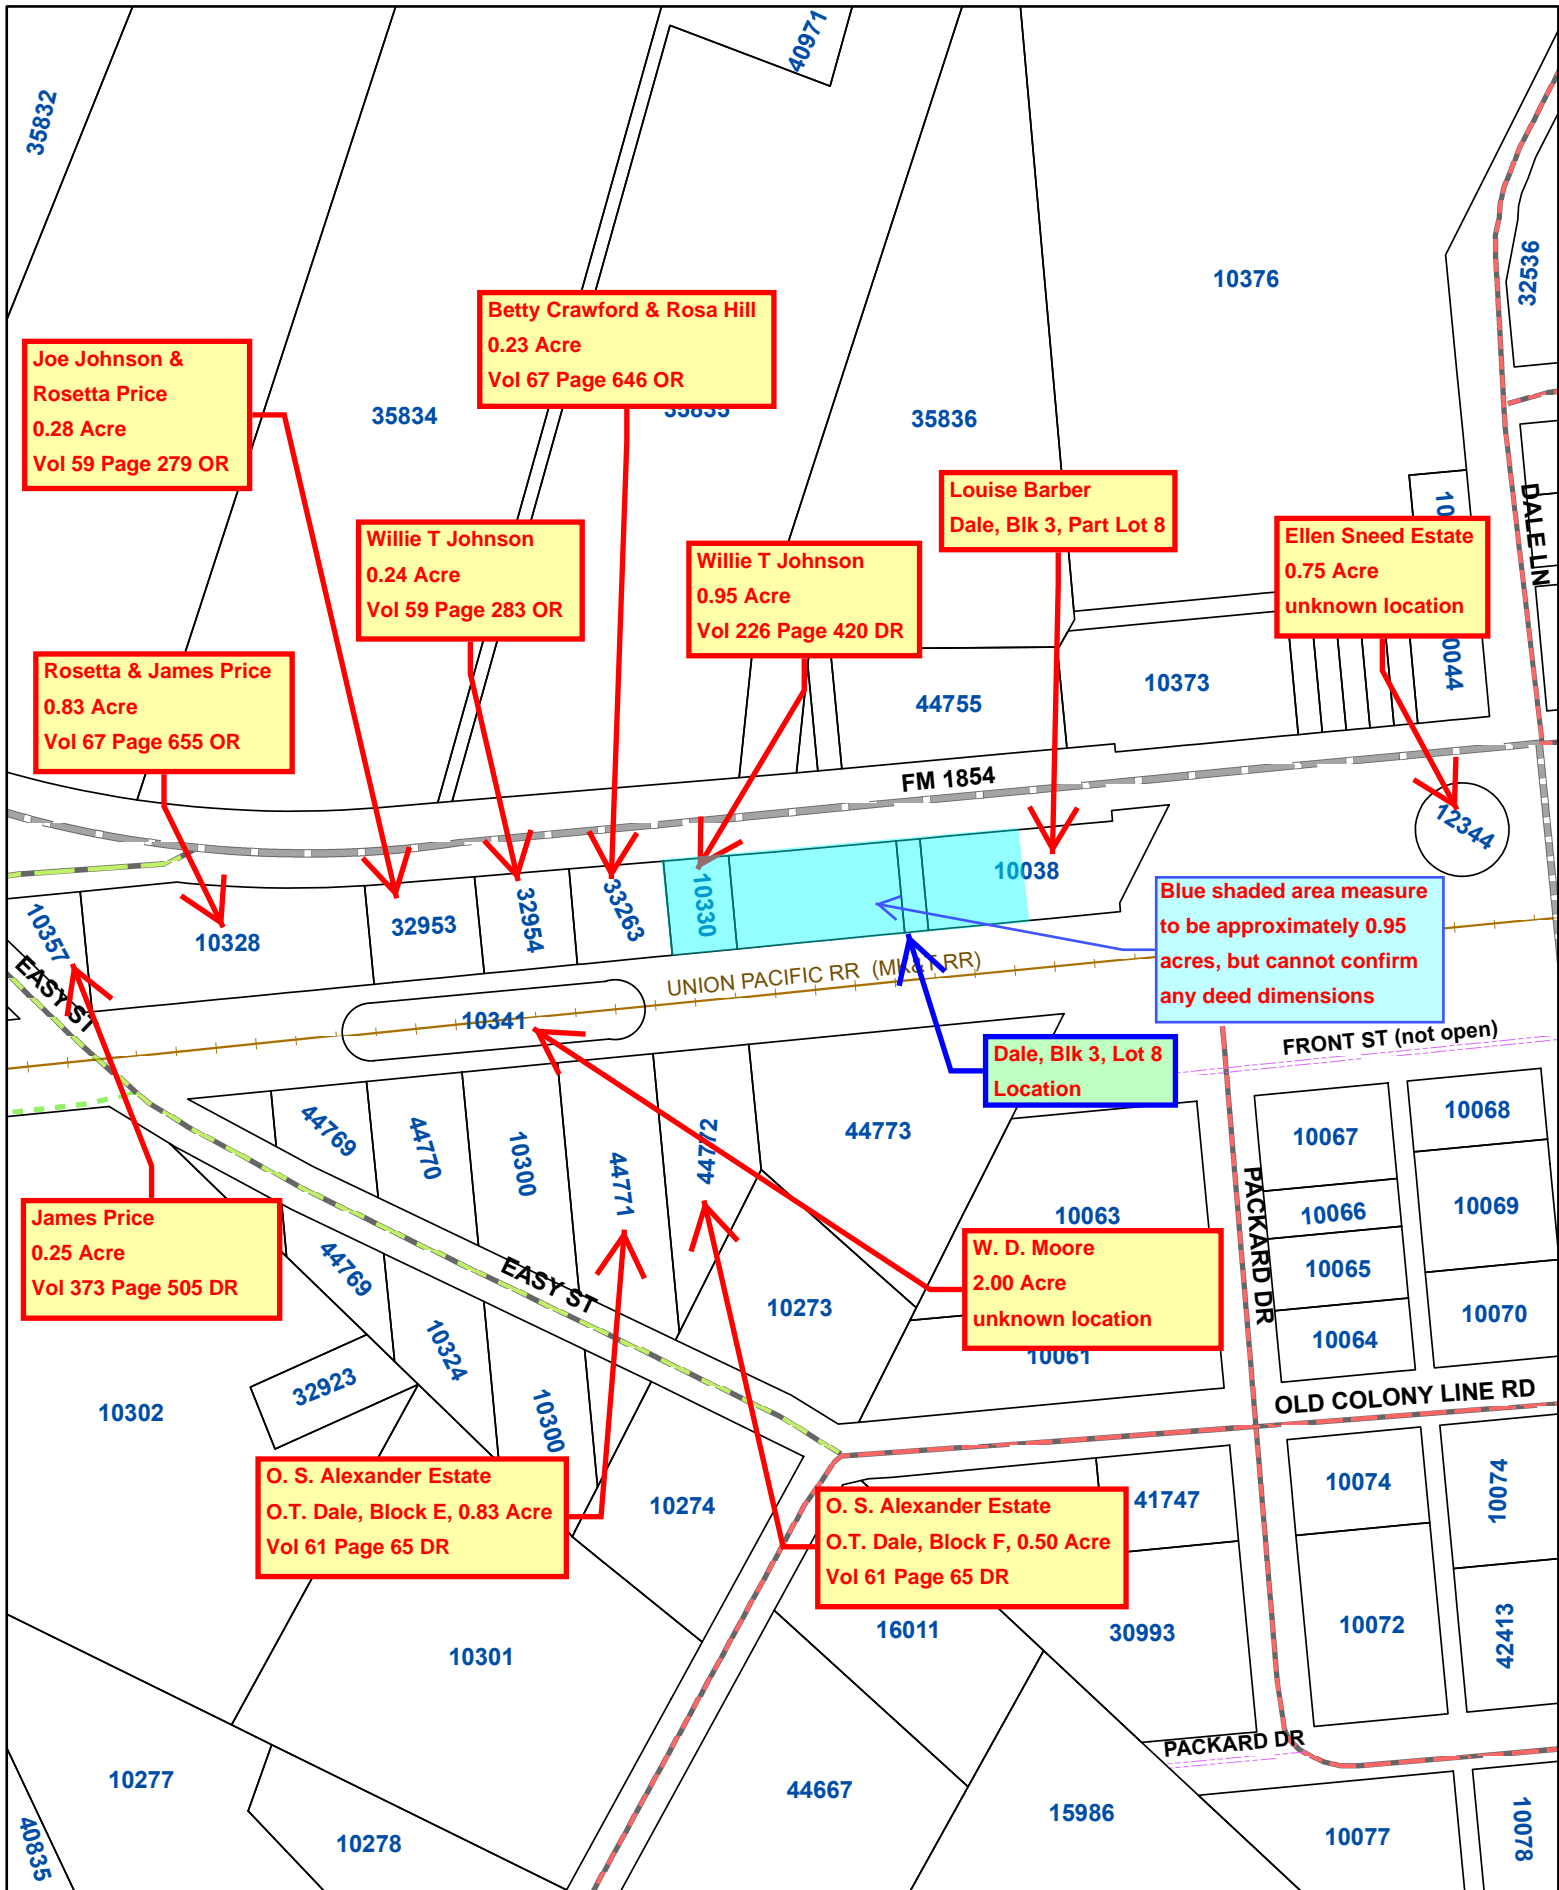 40971
35832
10376
32536
Betty Crawford & Rosa Hill
0.23 Acre
Vol 67 Page 646 OR
Joe Johnson &
Rosetta Price
0.28 Acre
Vol 59 Page 279 OR
35834
35835
35836
Louise Barber
Dale, Blk 3, Part Lot 8
DALE LN
Willie T Johnson
0.24 Acre
Vol 59 Page 283 OR
Willie T Johnson
0.95 Acre
Vol 226 Page 420 DR
Ellen Sneed Estate
0.75 Acre
unknown location
10044
Rosetta & James Price
0.83 Acre
Vol 67 Page 655 OR
44755
10373
FM 1854
12344
10357
10328
32953
32954
33263
10330
10038
Blue shaded area measure
to be approximately 0.95
acres, but cannot confirm
any deed dimensions
EASY ST
UNION PACIFIC RR (MK&T RR)
10341
FRONT ST (not open)
Dale, Blk 3, Lot 8
Location
44769
44770
10300
44771
44772
44773
10067
10068
10063
10066
10069
PACKARD DR
James Price
0.25 Acre
Vol 373 Page 505 DR
44769
EASY ST
W. D. Moore
2.00 Acre
unknown location
10065
10273
10070
10064
10324
10061
32923
10302
10300
OLD COLONY LINE RD
O. S. Alexander Estate
O.T. Dale, Block E, 0.83 Acre
Vol 61 Page 65 DR
10274
O. S. Alexander Estate
O.T. Dale, Block F, 0.50 Acre
Vol 61 Page 65 DR
41747
10074
10074
16011
30993
10072
42413
10301
PACKARD DR
10277
44667
15986
10278
40835
10077
10078